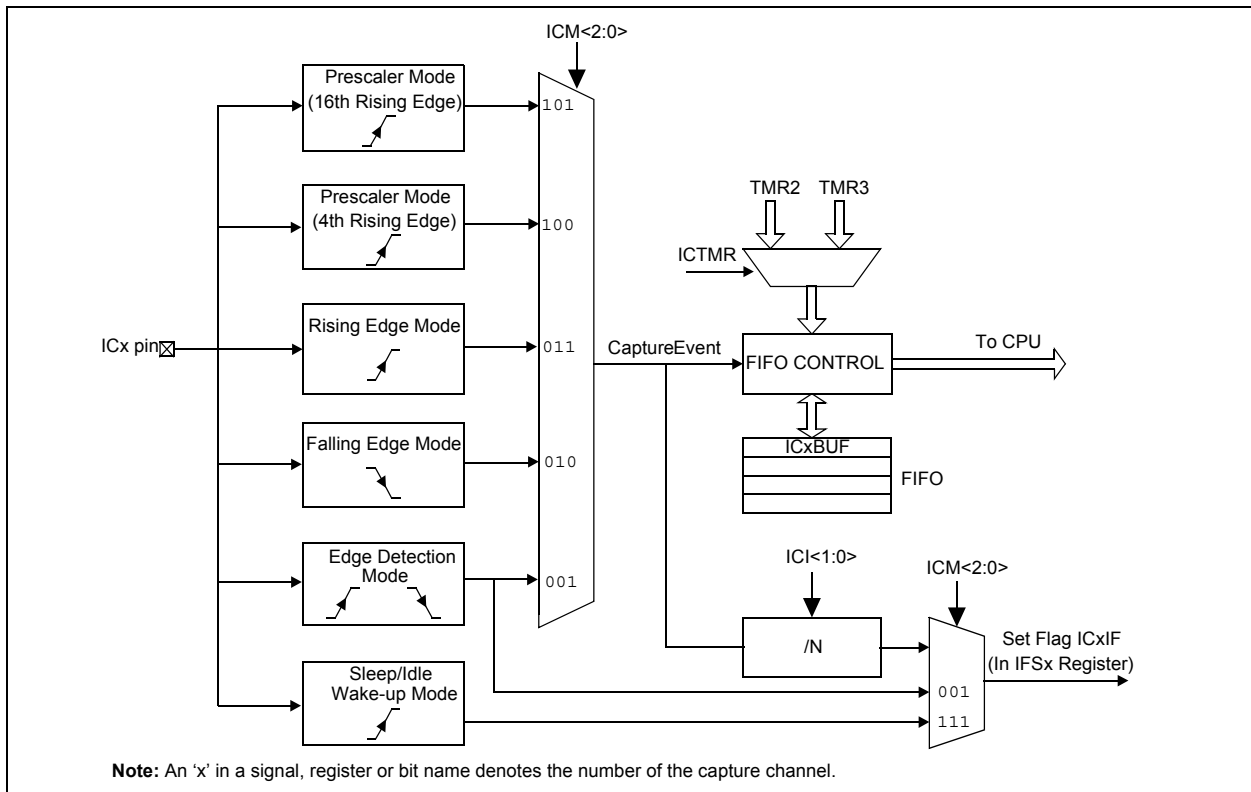 ICM<2:0>
Prescaler Mode
(16th Rising Edge)
101
Prescaler Mode
(4th Rising Edge)
100
TMR2
TMR3
ICTMR
Rising Edge Mode
ICx pin
011
CaptureEvent
FIFO CONTROL
To CPU
Falling Edge Mode
010
ICxBUF
FIFO
Edge Detection
Mode
001
ICI<1:0>
ICM<2:0>
/N
Set Flag ICxIF
(In IFSx Register)
Sleep/Idle
Wake-up Mode
001
111
Note: An ‘x’ in a signal, register or bit name denotes the number of the capture channel.